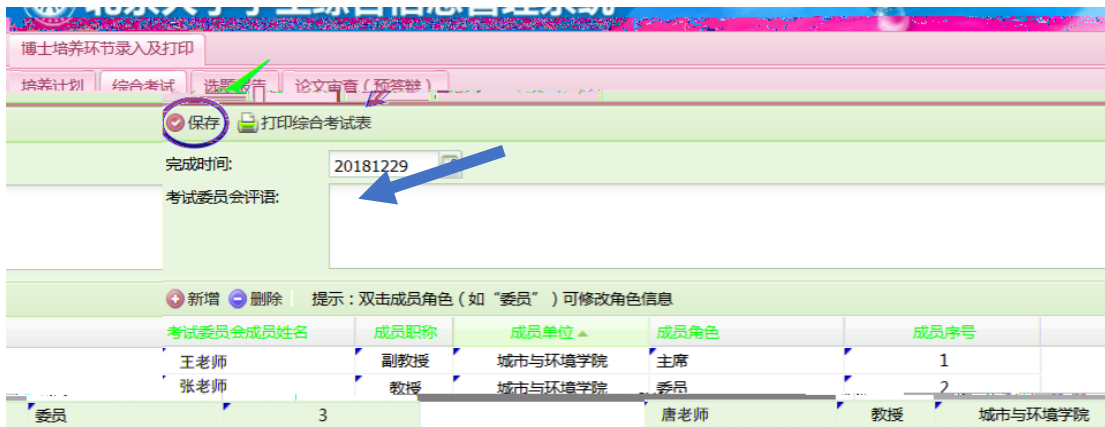 博士培养环节录入及打印
培养计划 综合考试 选题报告 论文审查（预答辩）
保存 打印综合考试表
完成时间: 20181229
考试委员会评语:
新增 删除 提示：双击成员角色（如“委员”）可修改角色信息
考试委员会成员姓名 成员职称 成员单位 成员角色 成员序号
王老师 副教授 城市与环境学院 主席 1
张老师 教授 城市与环境学院 委员 2
委员 3 唐老师 教授 城市与环境学院